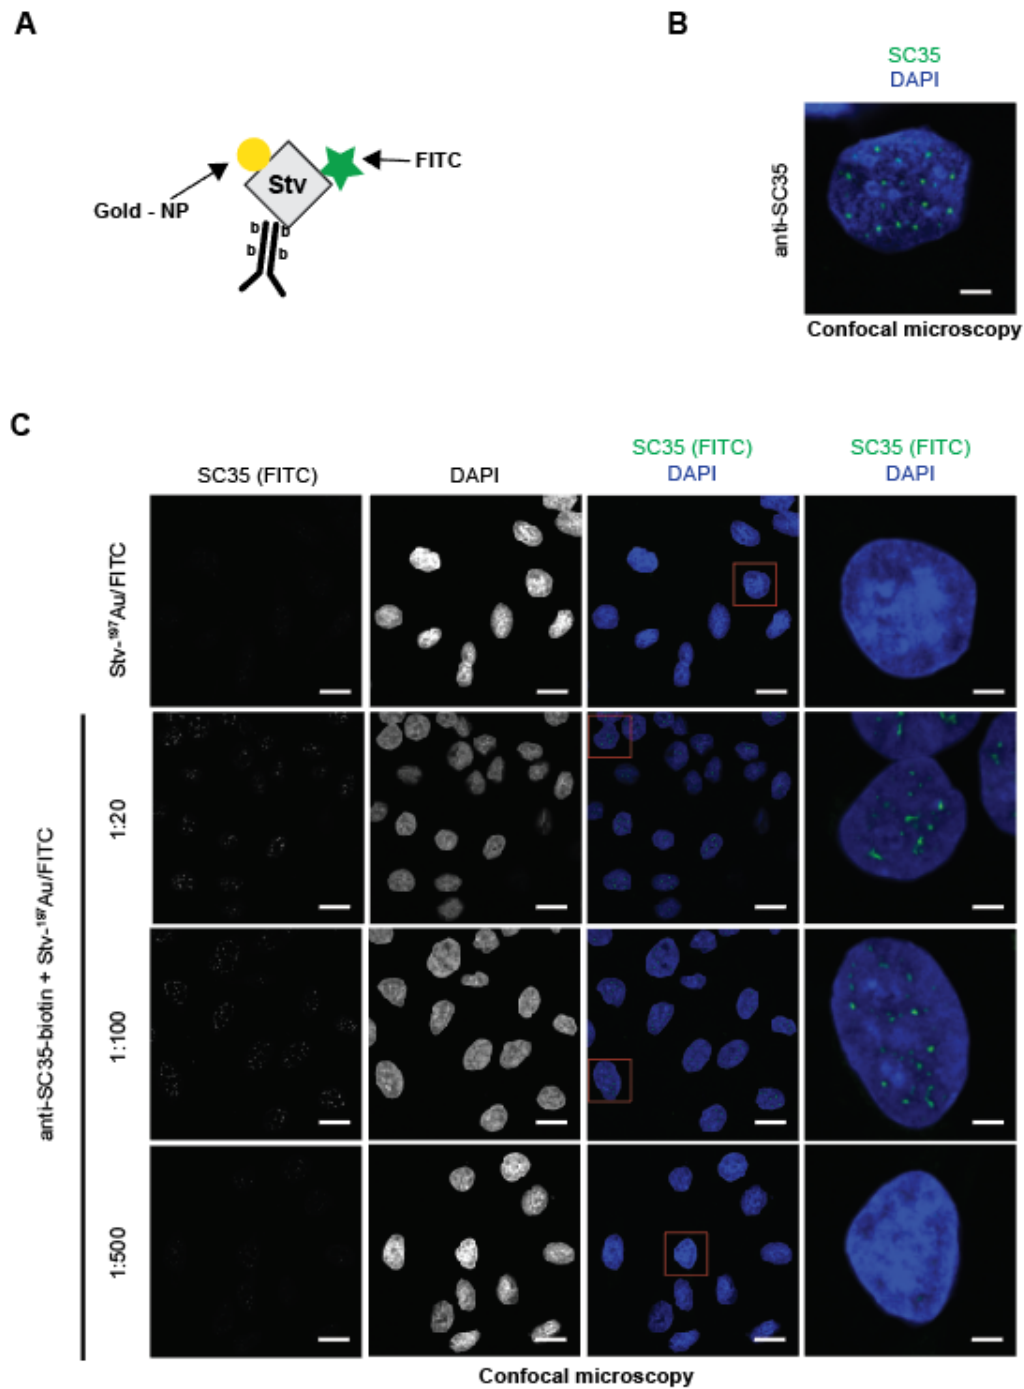 A
Stv
FITC
Gold - NP
b b
b b
B
SC35
DAPI
anti-SC35
Confocal microscopy
C
SC35 (FITC)
DAPI
SC35 (FITC)
DAPI
SC35 (FITC)
DAPI
Stv-¹⁹⁷Au/FITC
anti-SC35-biotin + Stv-¹⁹⁷Au/FITC
1:20
1:100
1:500
Confocal microscopy